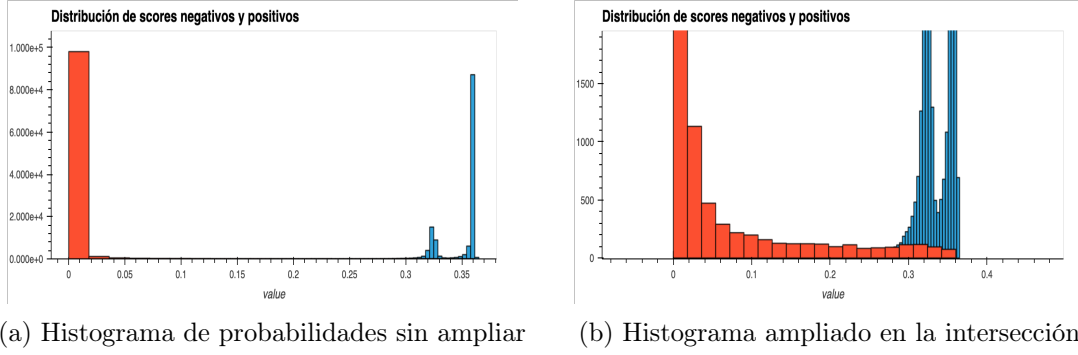 Distribución de scores negativos y positivos
1.000e+5
8.000e+4
6.000e+4
4.000e+4
2.000e+4
0.000e+0
0 0.05 0.1 0.15 0.2 0.25 0.3 0.35
value
(a) Histograma de probabilidades sin ampliar
Distribución de scores negativos y positivos
1500
1000
500
0
0 0.1 0.2 0.3 0.4
value
(b) Histograma ampliado en la intersección